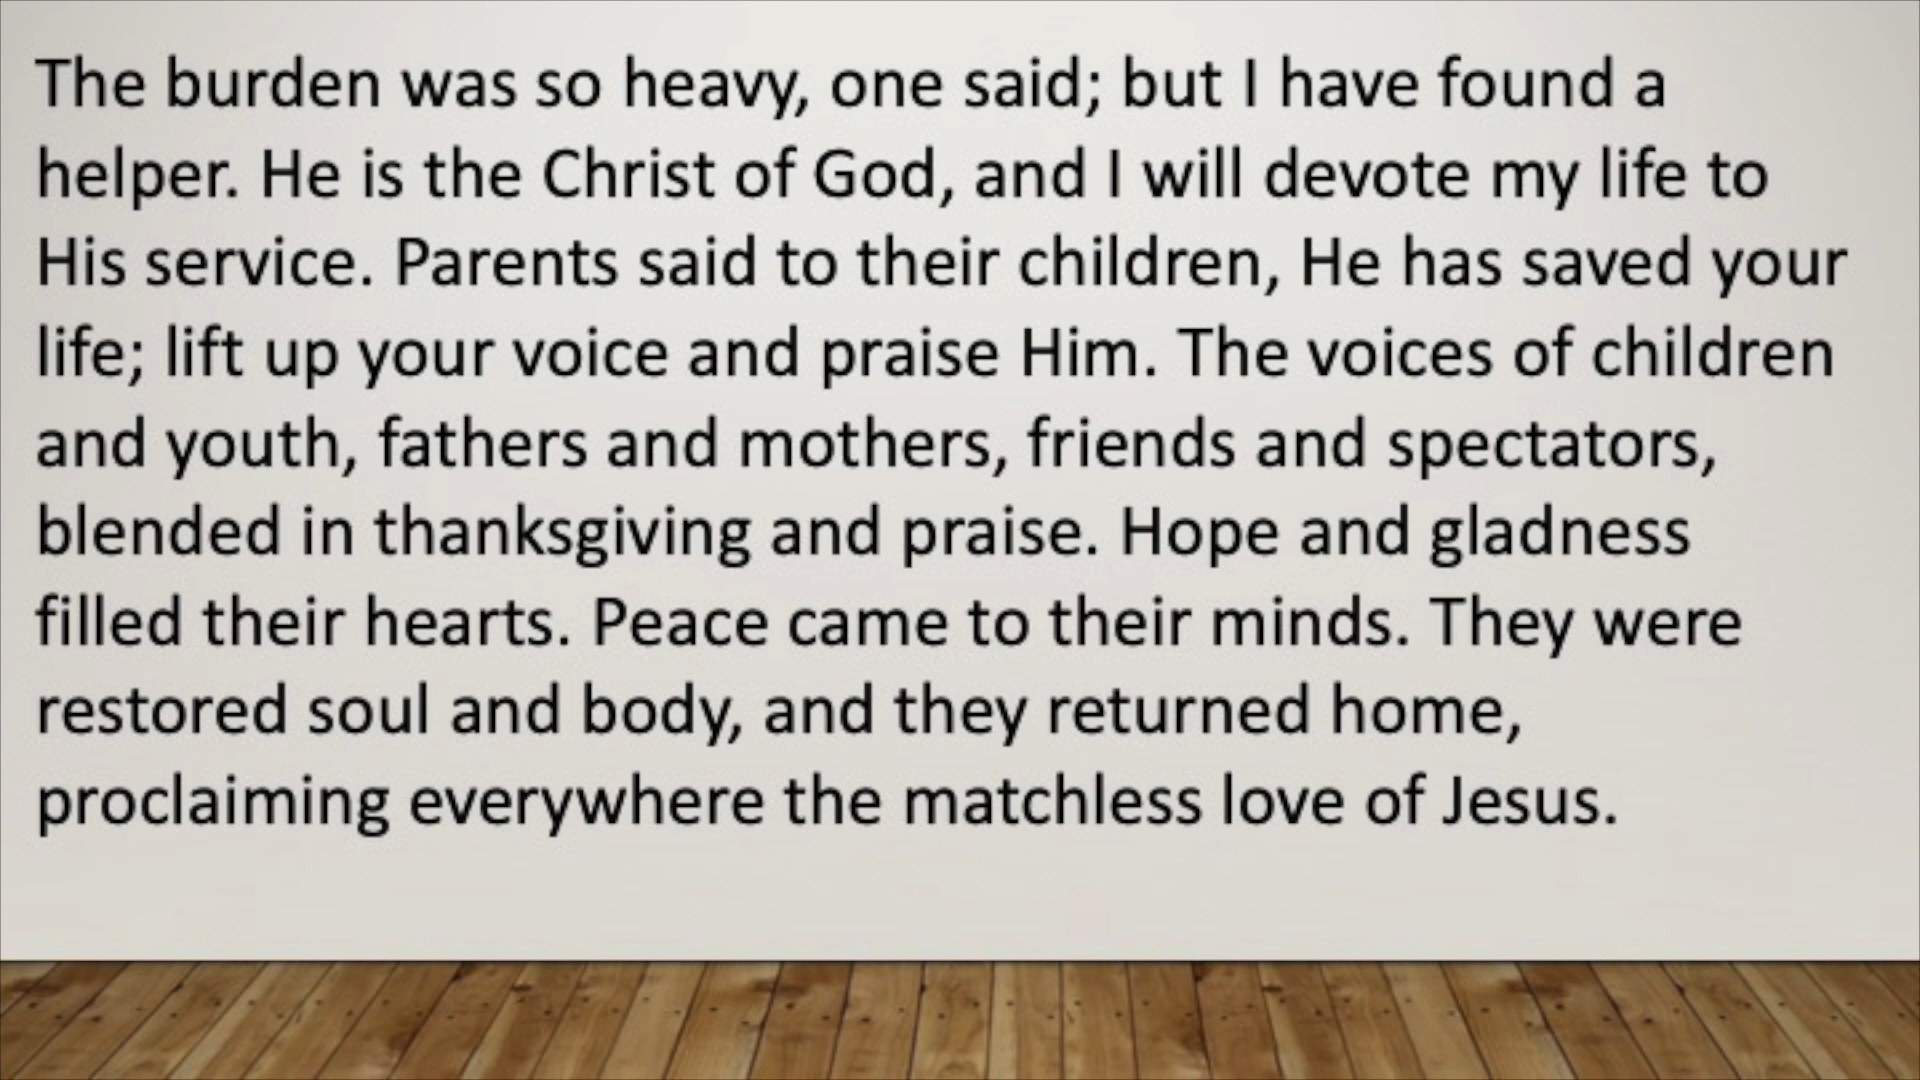 The burden was so heavy, one said; but I have found a
helper. He is the Christ of God, and I will devote my life to
His service. Parents said to their children, He has saved your
life; lift up your voice and praise Him. The voices of children
and youth, fathers and mothers, friends and spectators,
blended in thanksgiving and praise. Hope and gladness
filled their hearts. Peace came to their minds. They were
restored soul and body, and they returned home,
proclaiming everywhere the matchless love of Jesus.